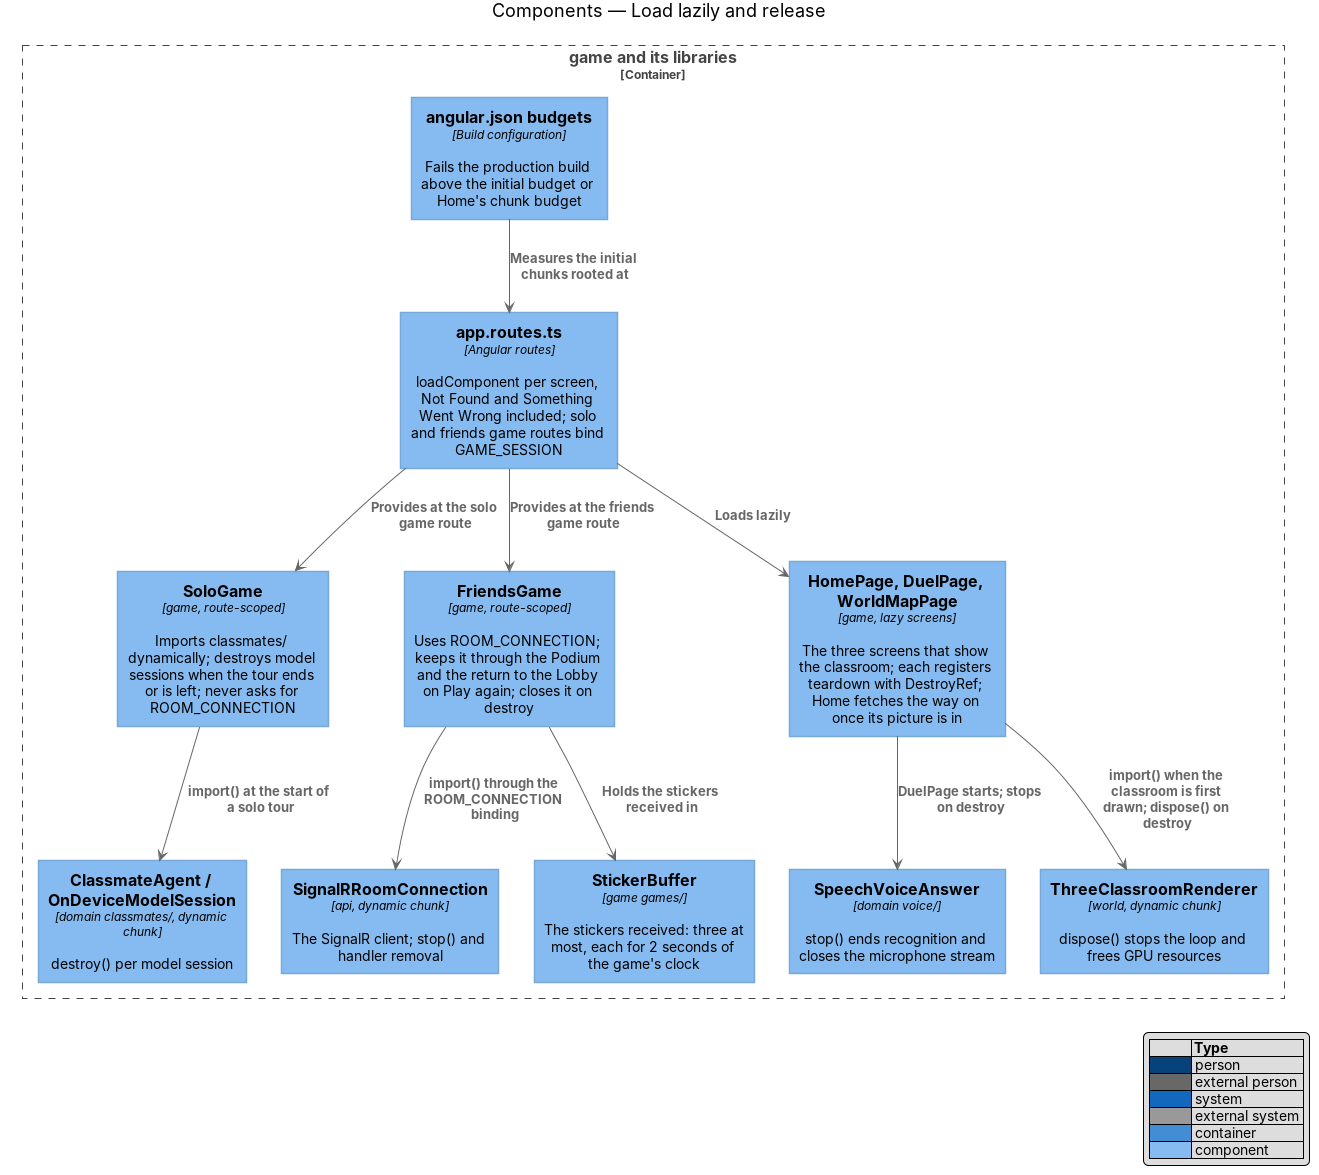 Components — Load lazily and release
game and its libraries
[Container]
angular.json budgets
[Build configuration]
Fails the production build
above the initial budget or
Home's chunk budget
Measures the initial
chunks rooted at
app.routes.ts
[Angular routes]
loadComponent per screen,
Not Found and Something
Went Wrong included; solo
and friends game routes bind
GAME_SESSION
Provides at the solo
game route
Provides at the friends
game route
Loads lazily
SoloGame
[game, route-scoped]
Imports classmates/
dynamically; destroys model
sessions when the tour ends
or is left; never asks for
ROOM_CONNECTION
FriendsGame
[game, route-scoped]
Uses ROOM_CONNECTION;
keeps it through the Podium
and the return to the Lobby
on Play again; closes it on
destroy
HomePage, DuelPage,
WorldMapPage
[game, lazy screens]
The three screens that show
the classroom; each registers
teardown with DestroyRef;
Home fetches the way on
once its picture is in
import() at the start of
a solo tour
import() through the
ROOM_CONNECTION
binding
Holds the stickers
received in
DuelPage starts; stops
on destroy
import() when the
classroom is first
drawn; dispose() on
destroy
ClassmateAgent /
OnDeviceModelSession
[domain classmates/, dynamic
chunk]
destroy() per model session
SignalRRoomConnection
[api, dynamic chunk]
The SignalR client; stop() and
handler removal
StickerBuffer
[game games/]
The stickers received: three at
most, each for 2 seconds of
the game's clock
SpeechVoiceAnswer
[domain voice/]
stop() ends recognition and
closes the microphone stream
ThreeClassroomRenderer
[world, dynamic chunk]
dispose() stops the loop and
frees GPU resources
Type
person
external person
system
external system
container
component